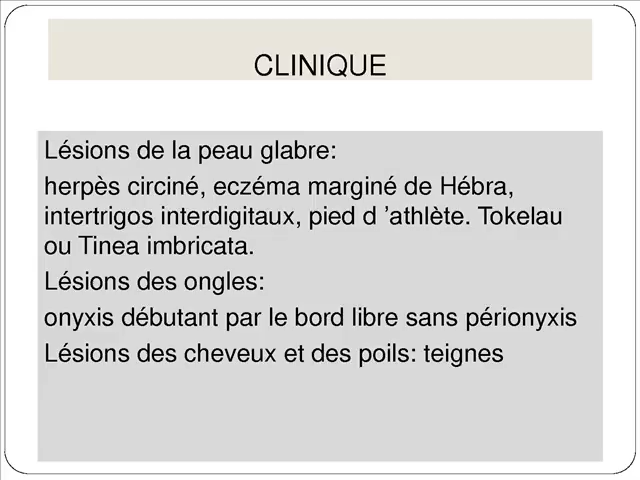 CLINIQUE
Lésions de la peau glabre:
herpès circiné, eczéma marginé de Hébra,
intertrigos interdigitaux, pied d ’athlète. Tokelau
ou Tinea imbricata.
Lésions des ongles:
onyxis débutant par le bord libre sans périonyxis
Lésions des cheveux et des poils: teignes